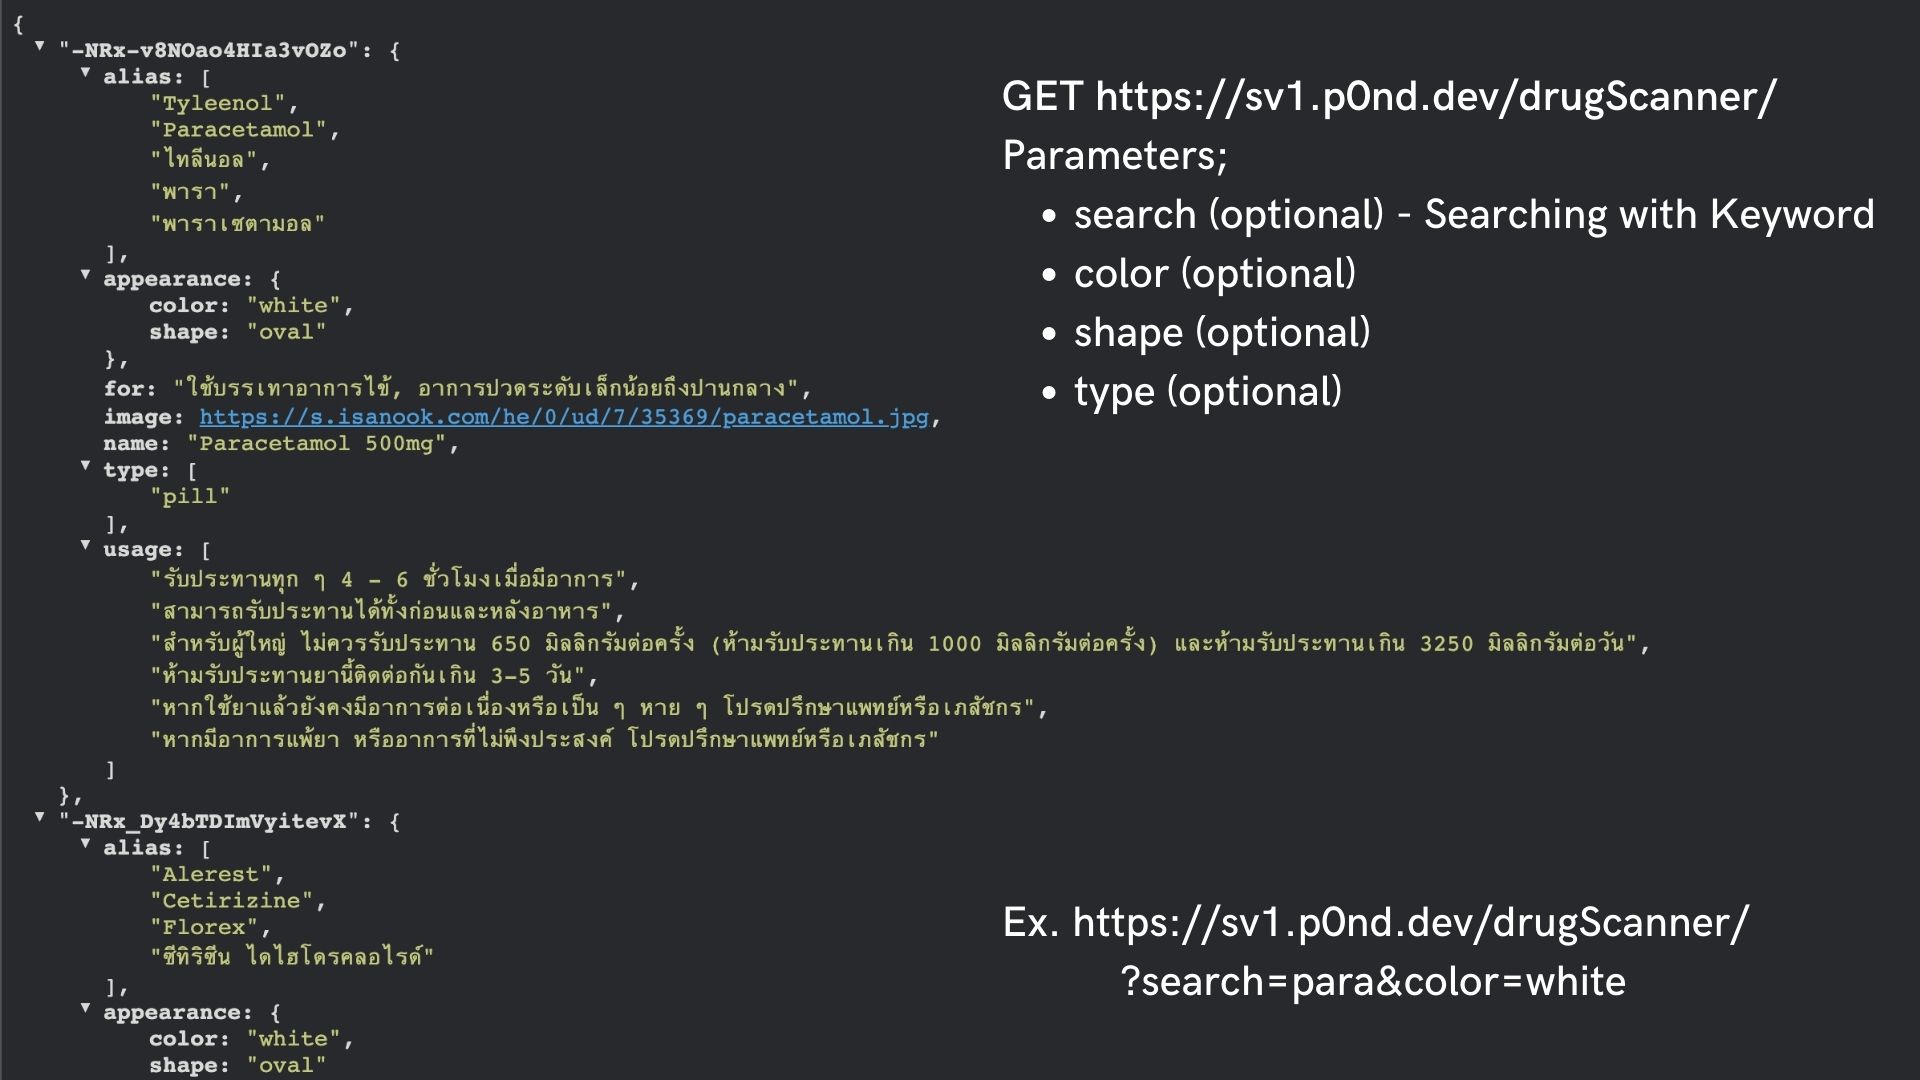 {
"-NRx-v8NOao4HIa3vOZo": {
alias: [
"Tyleenol",
"Paracetamol",
"ไทลีนอล",
"พารา",
"พาราเซตามอล"
],
appearance: {
color: "white",
shape: "oval"
},
for: "ใช้บรรเทาอาการไข้, อาการปวดระดับเล็กน้อยถึงปานกลาง",
image: https://s.isanook.com/he/0/ud/7/35369/paracetamol.jpg,
name: "Paracetamol 500mg",
type: [
"pill"
],
usage: [
"รับประทานทุก ๆ 4 - 6 ชั่วโมงเมื่อมีอาการ",
"สามารถรับประทานได้ทั้งก่อนและหลังอาหาร",
"สำหรับผู้ใหญ่ ไม่ควรรับประทาน 650 มิลลิกรัมต่อครั้ง (ห้ามรับประทานเกิน 1000 มิลลิกรัมต่อครั้ง) และห้ามรับประทานเกิน 3250 มิลลิกรัมต่อวัน",
"ห้ามรับประทานยานี้ติดต่อกันเกิน 3-5 วัน",
"หากใช้ยาแล้วยังคงมีอาการต่อเนื่องหรือเป็น ๆ หาย ๆ โปรดปรึกษาแพทย์หรือเภสัชกร",
"หากมีอาการแพ้ยา หรืออาการที่ไม่พึงประสงค์ โปรดปรึกษาแพทย์หรือเภสัชกร"
]
},
"-NRx_Dy4bTDImVyitevX": {
alias: [
"Alerest",
"Cetirizine",
"Florex",
"ซีทิริซีน ไดไฮโดรคลอไรด์"
],
appearance: {
color: "white",
shape: "oval"
GET https://sv1.p0nd.dev/drugScanner/
Parameters;
• search (optional) - Searching with Keyword
• color (optional)
• shape (optional)
• type (optional)
Ex. https://sv1.p0nd.dev/drugScanner/
?search=para&color=white